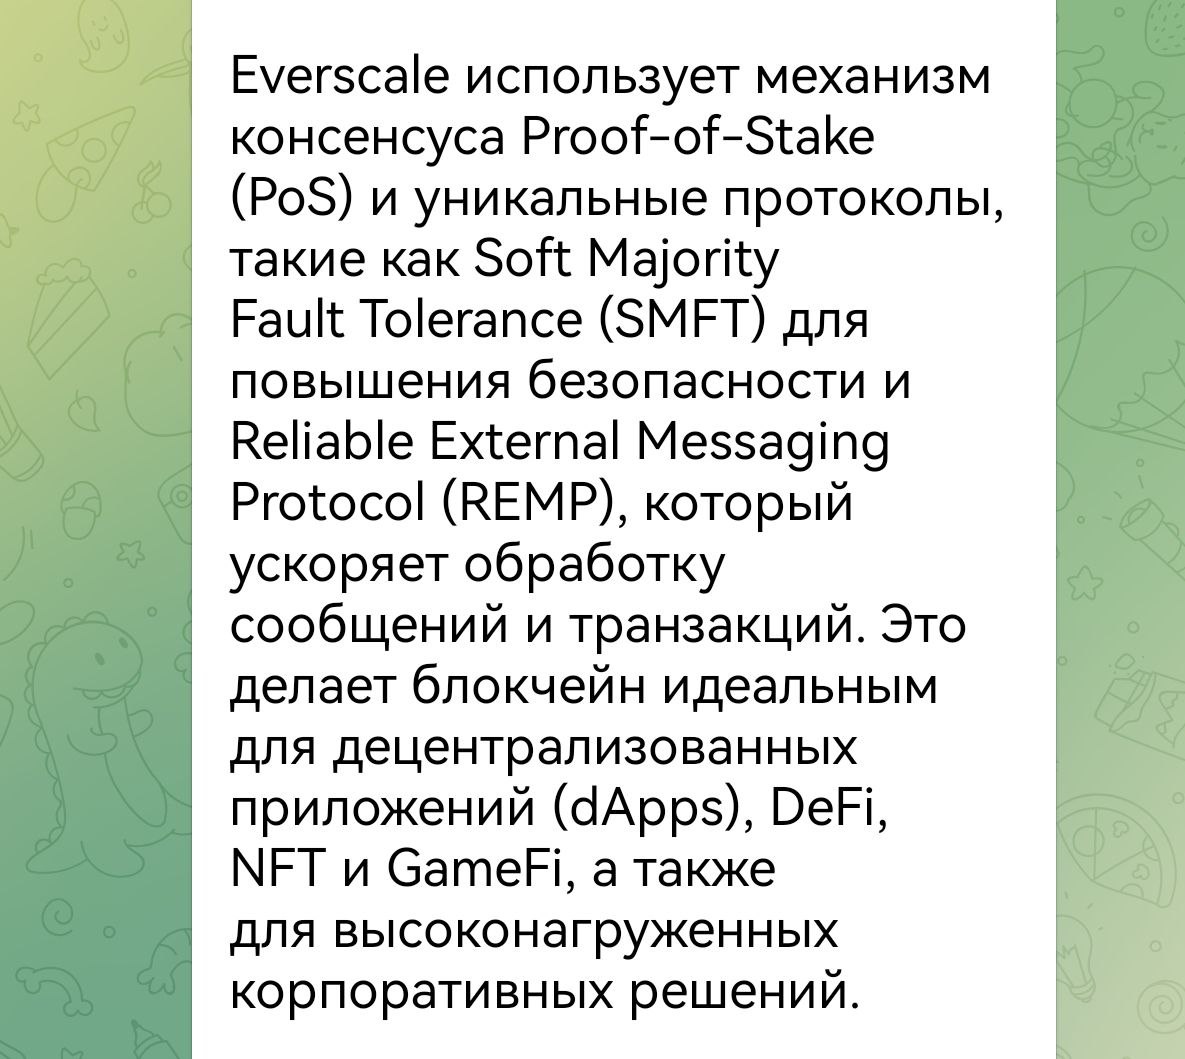 Everscale использует механизм
консенсуса Proof-of-Stake
(PoS) и уникальные протоколы,
такие как Soft Majority
Fault Tolerance (SMFT) для
повышения безопасности и
Reliable External Messaging
Protocol (REMP), который
ускоряет обработку
сообщений и транзакций. Это
делает блокчейн идеальным
для децентрализованных
приложений (dApps), DeFi,
NFT и GameFi, а также
для высоконагруженных
корпоративных решений.